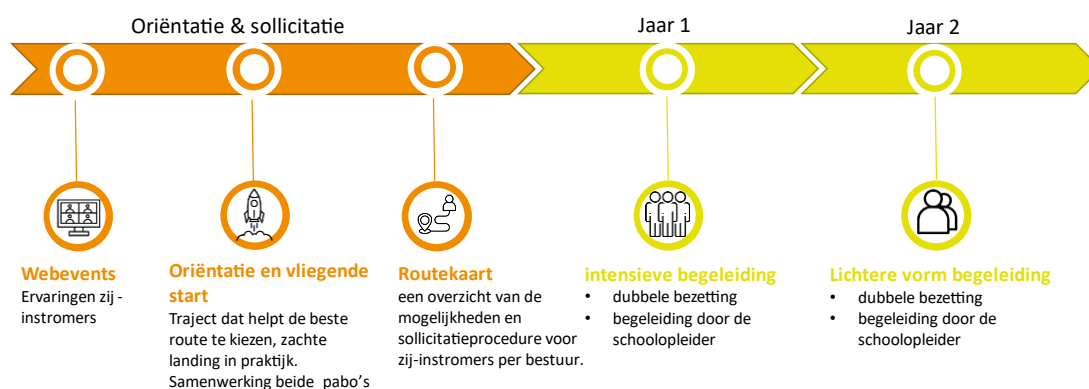 Oriëntatie & sollicitatie
Jaar 1
Jaar 2
Webevents
Ervaringen zij -
instromers
Oriëntatie en vliegende
start
Traject dat helpt de beste
route te kiezen, zachte
landing in praktijk.
Samenwerking beide pabo's
Routekaart
een overzicht van de
mogelijkheden en
sollicitatieprocedure voor
zij-instromers per bestuur.
intensieve begeleiding
• dubbele bezetting
• begeleiding door de
schoolopleider
Lichtere vorm begeleiding
• dubbele bezetting
• begeleiding door de
schoolopleider